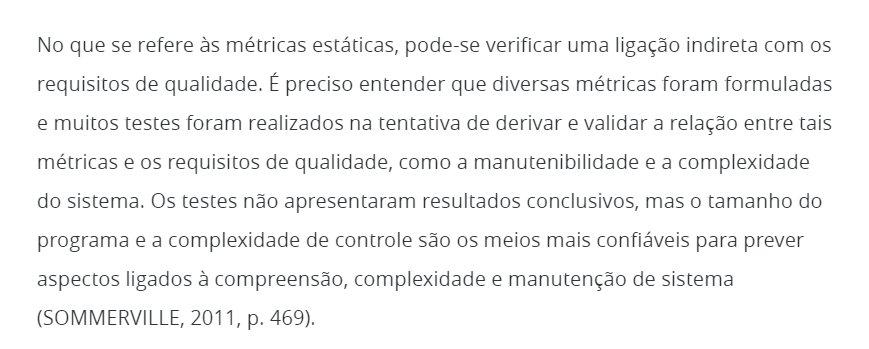 No que se refere às métricas estáticas, pode-se verificar uma ligação indireta com os
requisitos de qualidade. É preciso entender que diversas métricas foram formuladas
e muitos testes foram realizados na tentativa de derivar e validar a relação entre tais
métricas e os requisitos de qualidade, como a manutenibilidade e a complexidade
do sistema. Os testes não apresentaram resultados conclusivos, mas o tamanho do
programa e a complexidade de controle são os meios mais confiáveis para prever
aspectos ligados à compreensão, complexidade e manutenção de sistema
(SOMMERVILLE, 2011, p. 469).